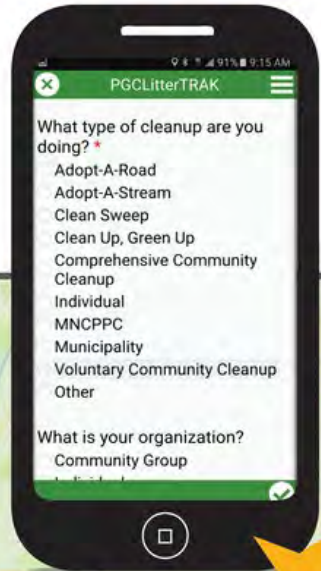 91% 9:15 AM
PGCLitterTRAK
What type of cleanup are you
doing? *
Adopt-A-Road
Adopt-A-Stream
Clean Sweep
Clean Up, Green Up
Comprehensive Community
Cleanup
Individual
MNCPPC
Municipality
Voluntary Community Cleanup
Other
What is your organization?
Community Group